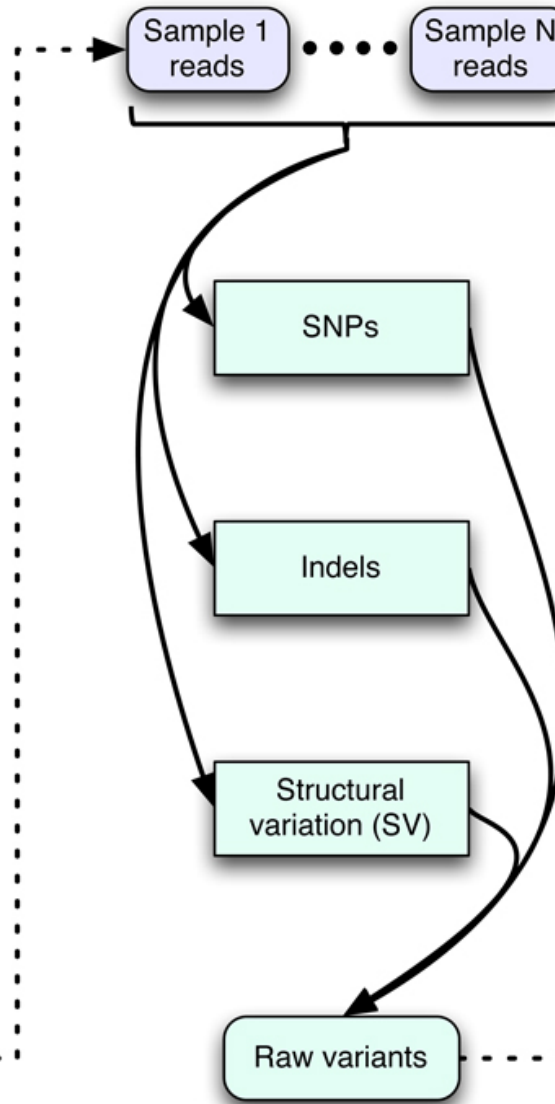 Sample 1
reads
Sample N
reads
SNPs
Indels
Structural
variation (SV)
Raw variants